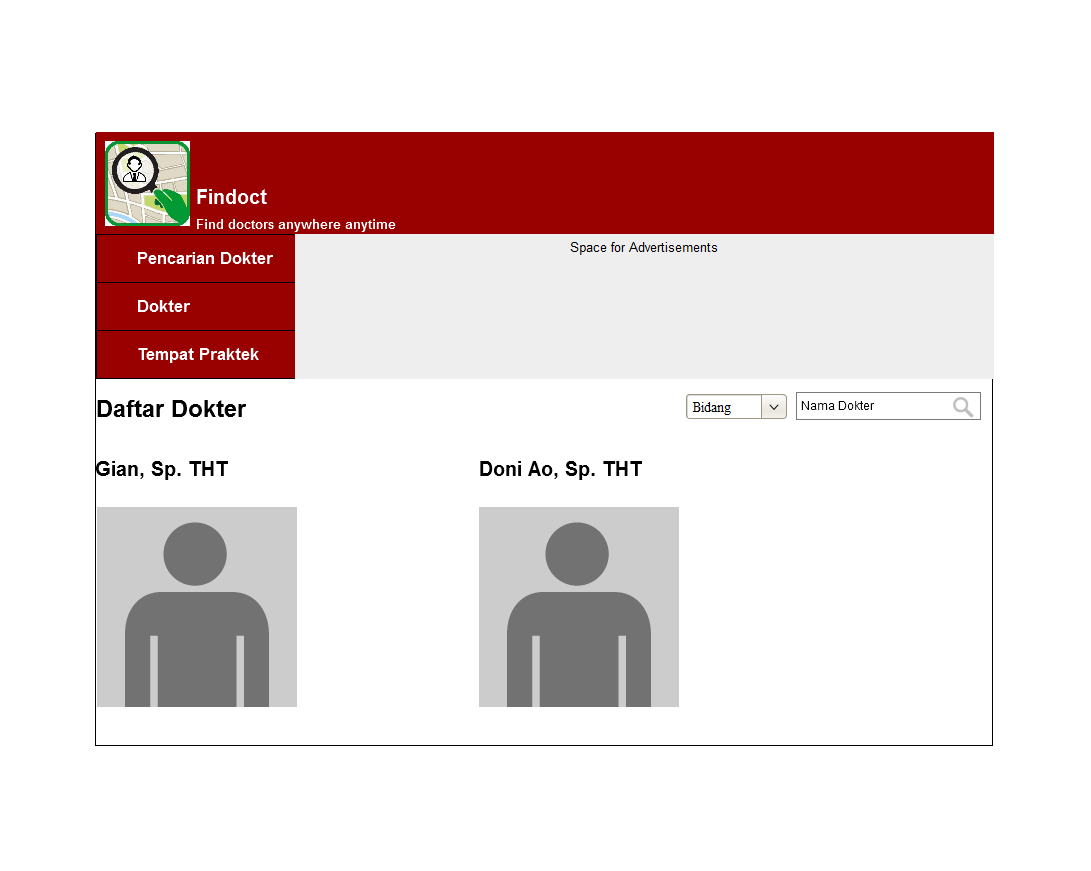 Findoct
Find doctors anywhere anytime
Pencarian Dokter
Dokter
Tempat Praktek
Space for Advertisements
Daftar Dokter
Bidang
Nama Dokter
Gian, Sp. THT
Doni Ao, Sp. THT